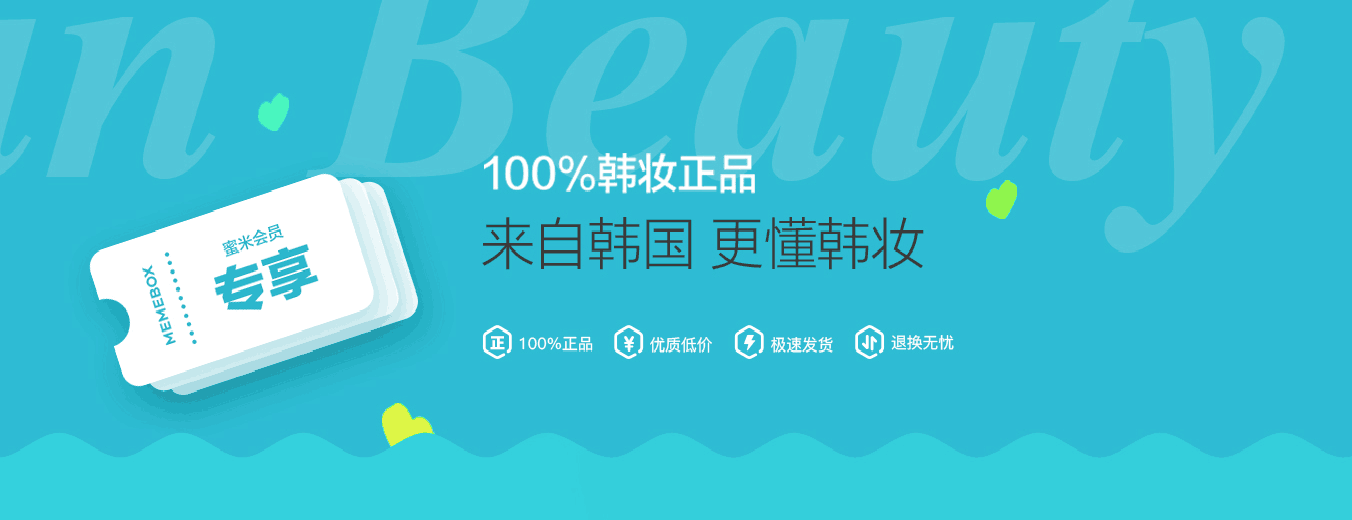 an Beauty
100%韩妆正品
来自韩国 更懂韩妆
蜜米会员
专享
MEMEBOX
正 100%正品 ¥ 优质低价 极速发货 退换无忧